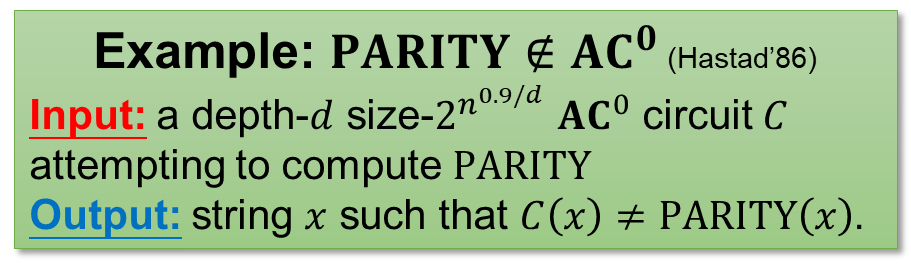 Example: PARITY ∉ AC⁰ (Hastad'86)
Input: a depth-𝑑 size-2^{𝑛^{0.9/𝑑}} AC⁰ circuit 𝐶
attempting to compute PARITY
Output: string 𝑥 such that 𝐶(𝑥) ≠ PARITY(𝑥).